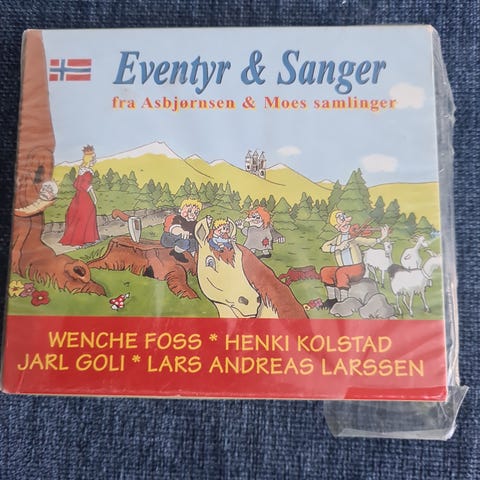 Eventyr & Sanger
fra Asbjørnsen & Moes samlinger
WENCHE FOSS * HENKI KOLSTAD
JARL GOLI * LARS ANDREAS LARSSEN